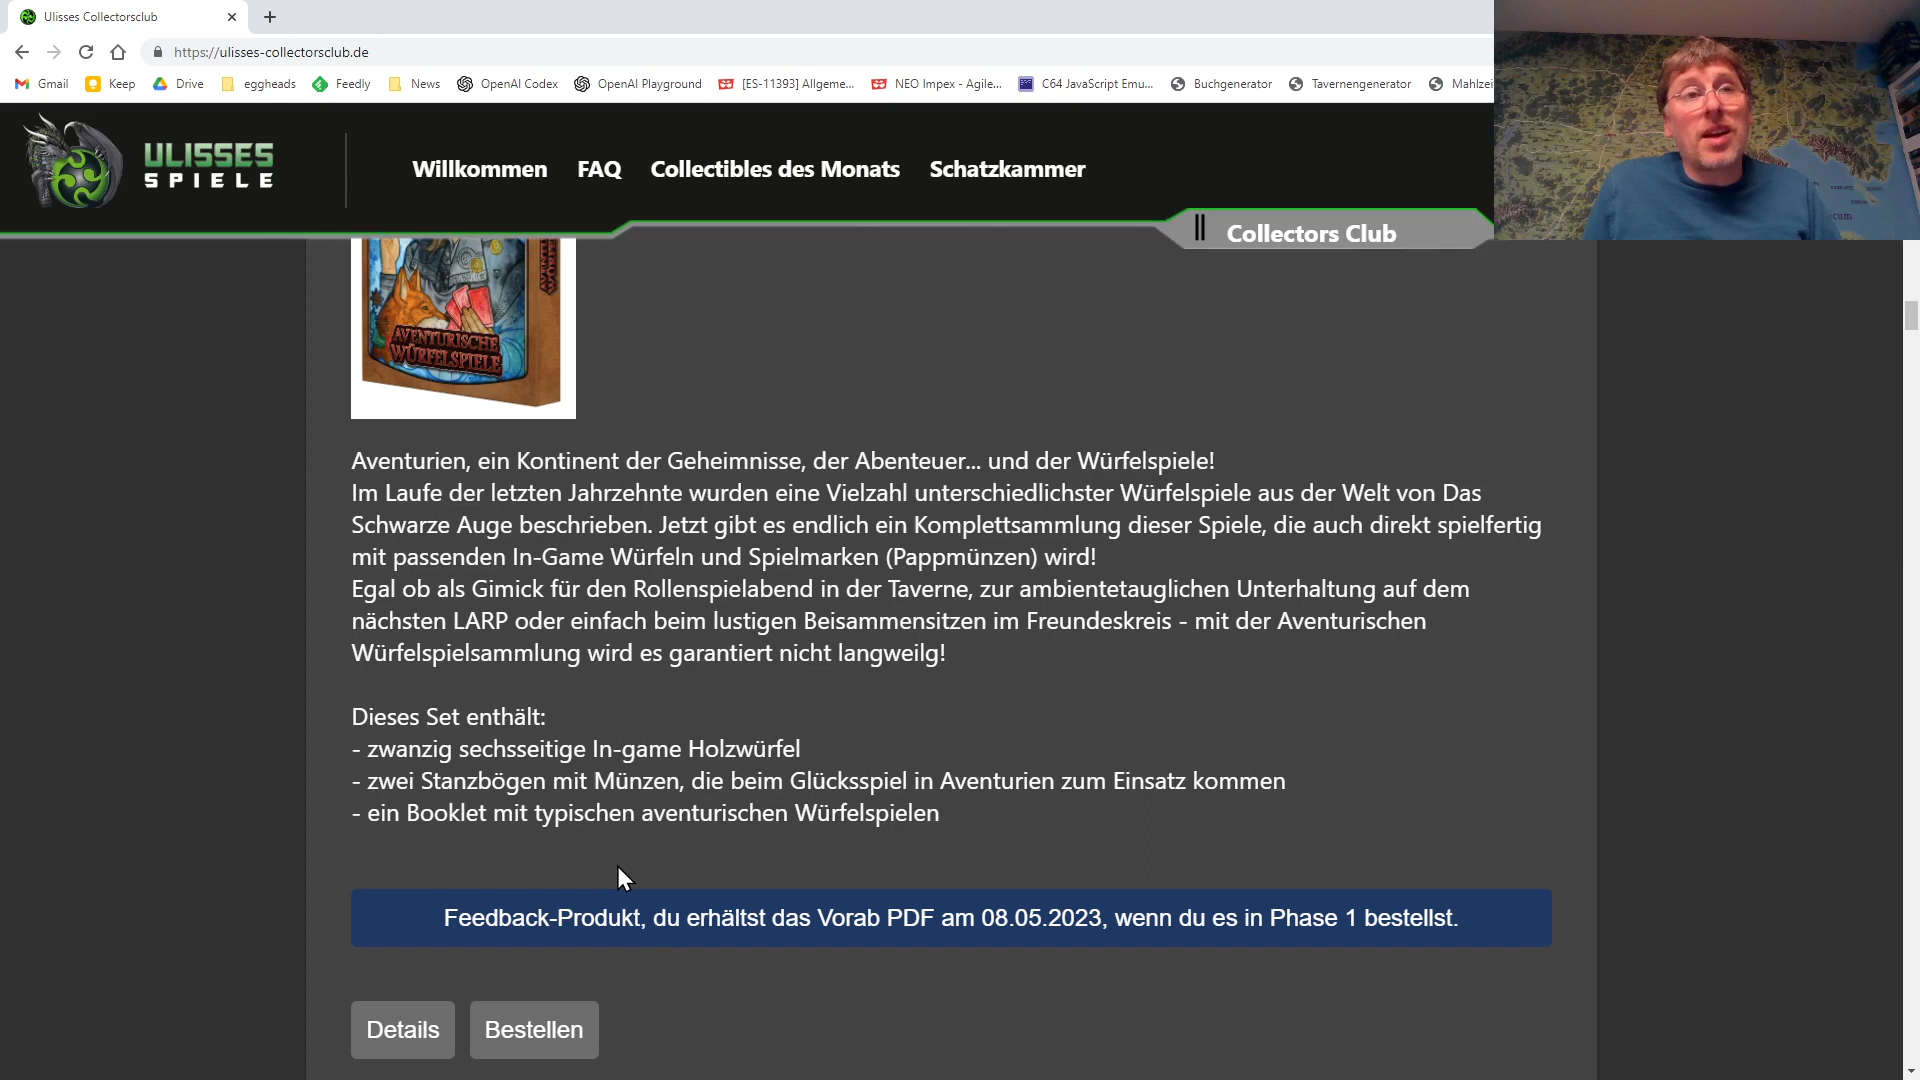 Ulisses Collectorsclub
https://ulisses-collectorsclub.de
Gmail
Keep
Drive
eggheads
Feedly
News
OpenAI Codex
OpenAI Playground
[ES-11393] Allgeme...
NEO Impex - Agile...
C64 JavaScript Emu...
Buchgenerator
Tavernengenerator
Mahlzei
ULISSES
SPIELE
Willkommen
FAQ
Collectibles des Monats
Schatzkammer
Collectors Club
AVENTURISCHE
WÜRFELSPIELE
Aventurien, ein Kontinent der Geheimnisse, der Abenteuer... und der Würfelspiele!
Im Laufe der letzten Jahrzehnte wurden eine Vielzahl unterschiedlichster Würfelspiele aus der Welt von Das
Schwarze Auge beschrieben. Jetzt gibt es endlich ein Komplettsammlung dieser Spiele, die auch direkt spielfertig
mit passenden In-Game Würfeln und Spielmarken (Pappmünzen) wird!
Egal ob als Gimick für den Rollenspielabend in der Taverne, zur ambientetauglichen Unterhaltung auf dem
nächsten LARP oder einfach beim lustigen Beisammensitzen im Freundeskreis - mit der Aventurischen
Würfelspielsammlung wird es garantiert nicht langweilg!
Dieses Set enthält:
- zwanzig sechsseitige In-game Holzwürfel
- zwei Stanzbögen mit Münzen, die beim Glücksspiel in Aventurien zum Einsatz kommen
- ein Booklet mit typischen aventurischen Würfelspielen
Feedback-Produkt, du erhältst das Vorab PDF am 08.05.2023, wenn du es in Phase 1 bestellst.
Details
Bestellen